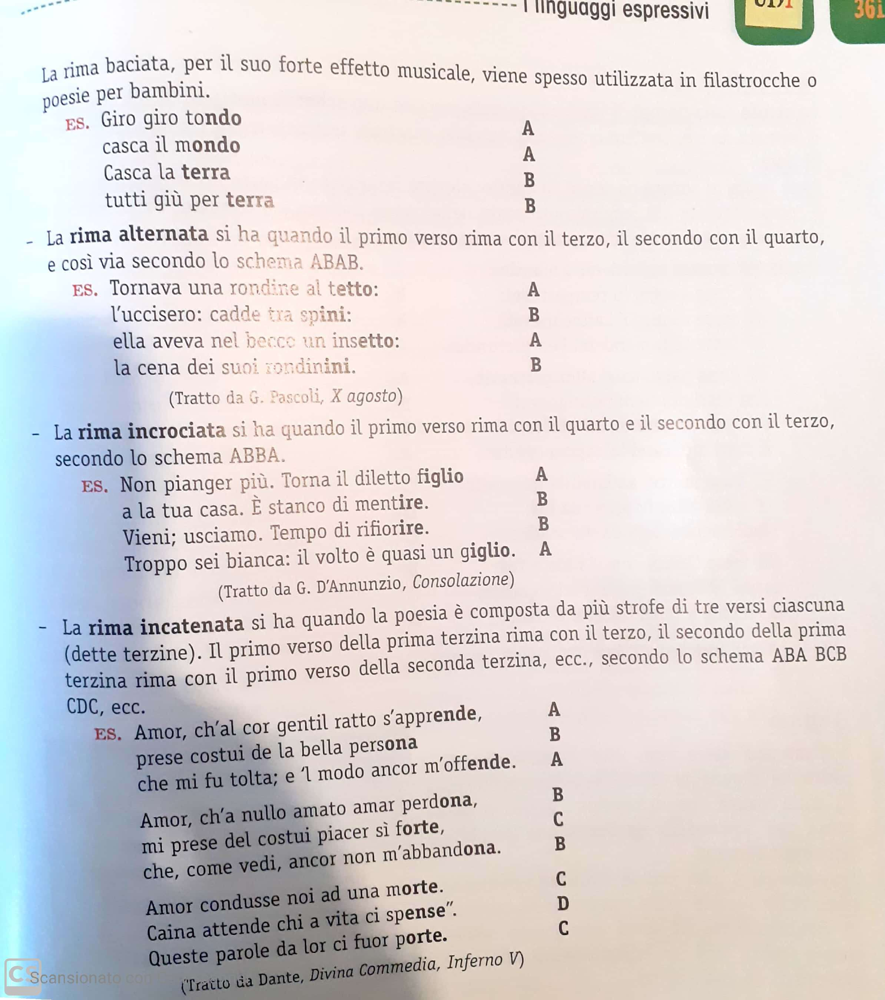 I linguaggi espressivi
361
La rima baciata, per il suo forte effetto musicale, viene spesso utilizzata in filastrocche o
poesie per bambini.
ES. Giro giro tondo A
casca il mondo A
Casca la terra B
tutti giù per terra B
- La rima alternata si ha quando il primo verso rima con il terzo, il secondo con il quarto,
e così via secondo lo schema ABAB.
ES. Tornava una rondine al tetto: A
l'uccisero: cadde tra spini: B
ella aveva nel becco un insetto: A
la cena dei suoi rondinini. B
(Tratto da G. Pascoli, X agosto)
- La rima incrociata si ha quando il primo verso rima con il quarto e il secondo con il terzo,
secondo lo schema ABBA.
ES. Non pianger più. Torna il diletto figlio A
a la tua casa. È stanco di mentire. B
Vieni; usciamo. Tempo di rifiorire. B
Troppo sei bianca: il volto è quasi un giglio. A
(Tratto da G. D'Annunzio, Consolazione)
- La rima incatenata si ha quando la poesia è composta da più strofe di tre versi ciascuna
(dette terzine). Il primo verso della prima terzina rima con il terzo, il secondo della prima
terzina rima con il primo verso della seconda terzina, ecc., secondo lo schema ABA BCB
CDC, ecc.
ES. Amor, ch'al cor gentil ratto s'apprende, A
prese costui de la bella persona B
che mi fu tolta; e 'l modo ancor m'offende. A
Amor, ch'a nullo amato amar perdona, B
mi prese del costui piacer sì forte, C
che, come vedi, ancor non m'abbandona. B
Amor condusse noi ad una morte. C
Caina attende chi a vita ci spense". D
Queste parole da lor ci fuor porte. C
(Tratto da Dante, Divina Commedia, Inferno V)
CS Scansionato con